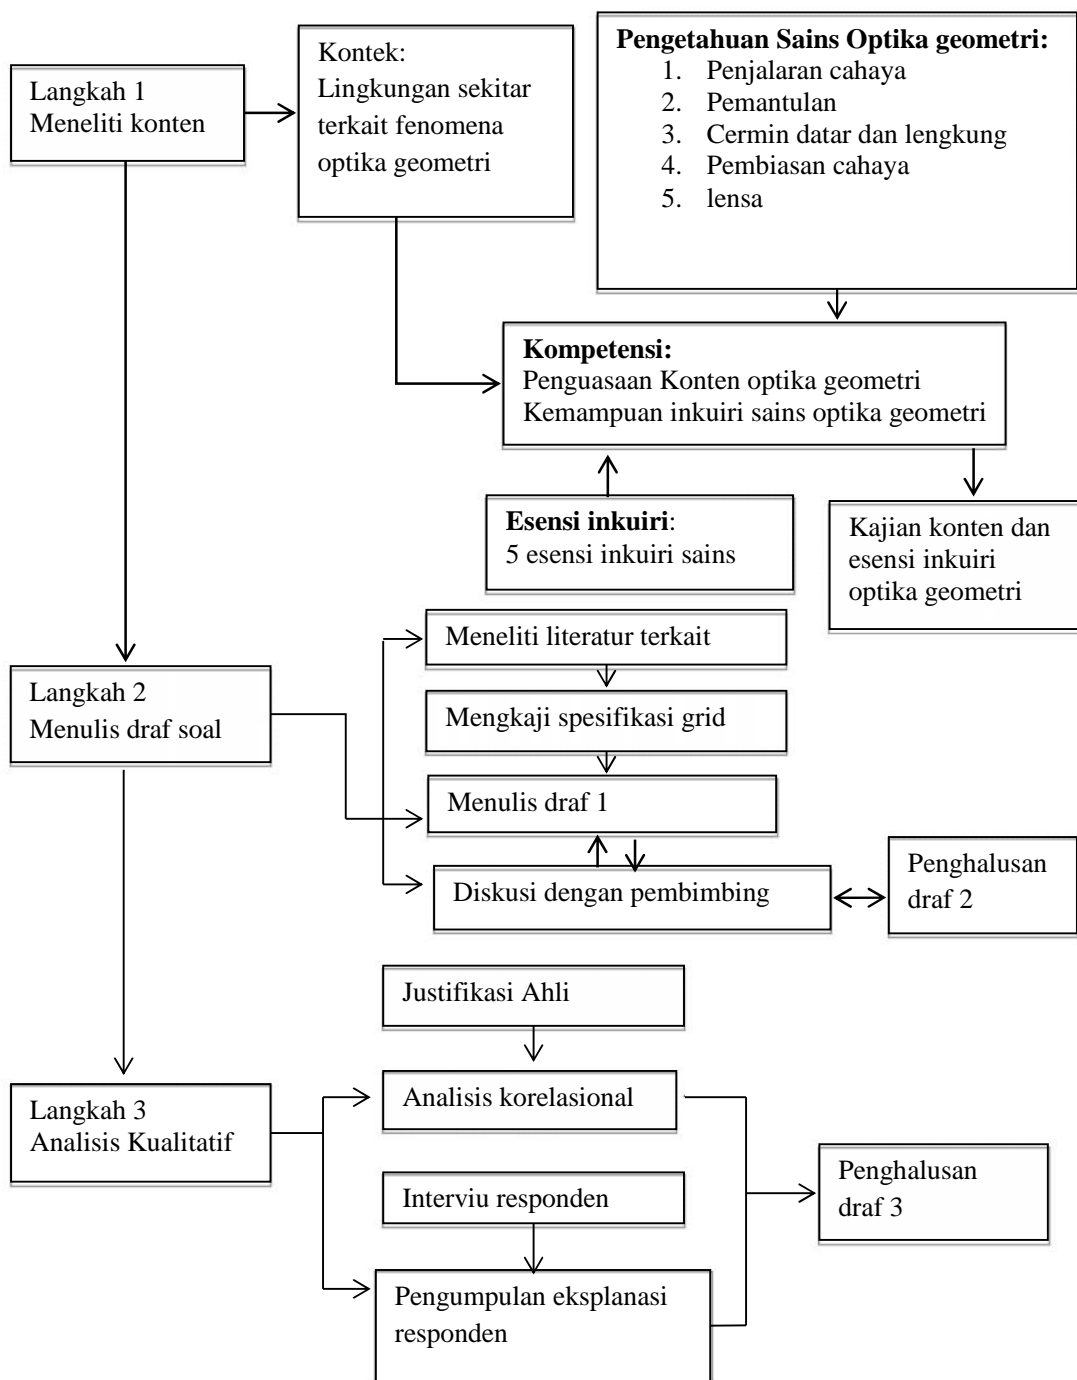 Langkah 1
Meneliti konten
Kontek:
Lingkungan sekitar
terkait fenomena
optika geometri
Pengetahuan Sains Optika geometri:
1. Penjalaran cahaya
2. Pemantulan
3. Cermin datar dan lengkung
4. Pembiasan cahaya
5. lensa
Kompetensi:
Penguasaan Konten optika geometri
Kemampuan inkuiri sains optika geometri
Esensi inkuiri:
5 esensi inkuiri sains
Kajian konten dan
esensi inkuiri
optika geometri
Langkah 2
Menulis draf soal
Meneliti literatur terkait
Mengkaji spesifikasi grid
Menulis draf 1
Diskusi dengan pembimbing
Penghalusan
draf 2
Langkah 3
Analisis Kualitatif
Justifikasi Ahli
Analisis korelasional
Interviu responden
Pengumpulan eksplanasi
responden
Penghalusan
draf 3